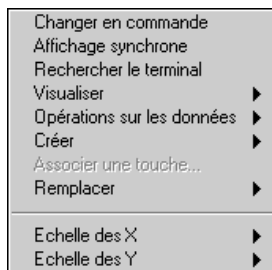 Changer en commande
Affichage synchrone
Rechercher le terminal
Visualiser
Opérations sur les données
Créer
Associer une touche...
Remplacer
Echelle des X
Echelle des Y